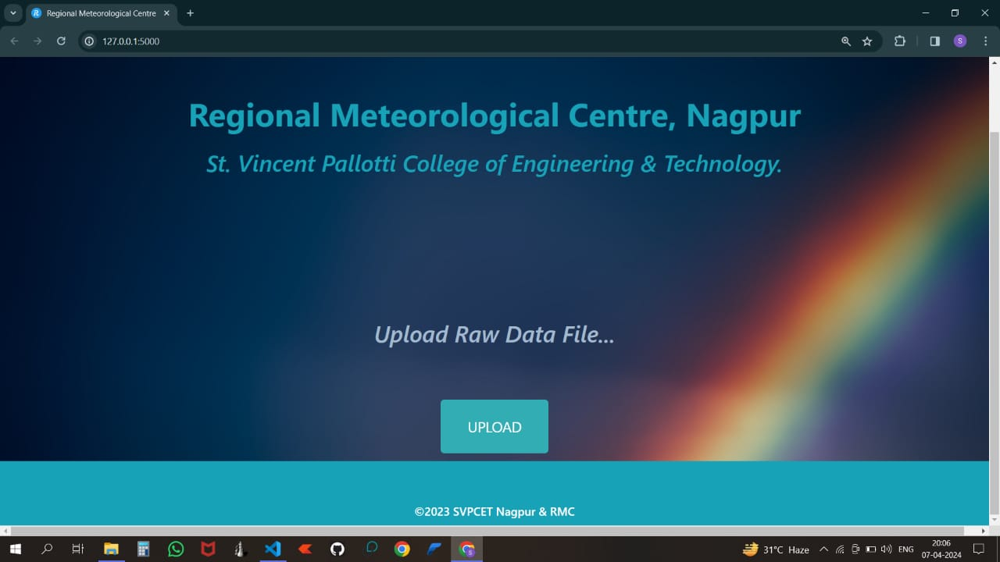 Regional Meteorological Centre
127.0.0.1:5000
S
Regional Meteorological Centre, Nagpur
St. Vincent Pallotti College of Engineering & Technology.
Upload Raw Data File...
UPLOAD
©2023 SVPCET Nagpur & RMC
31°C Haze
ENG
20:06
07-04-2024